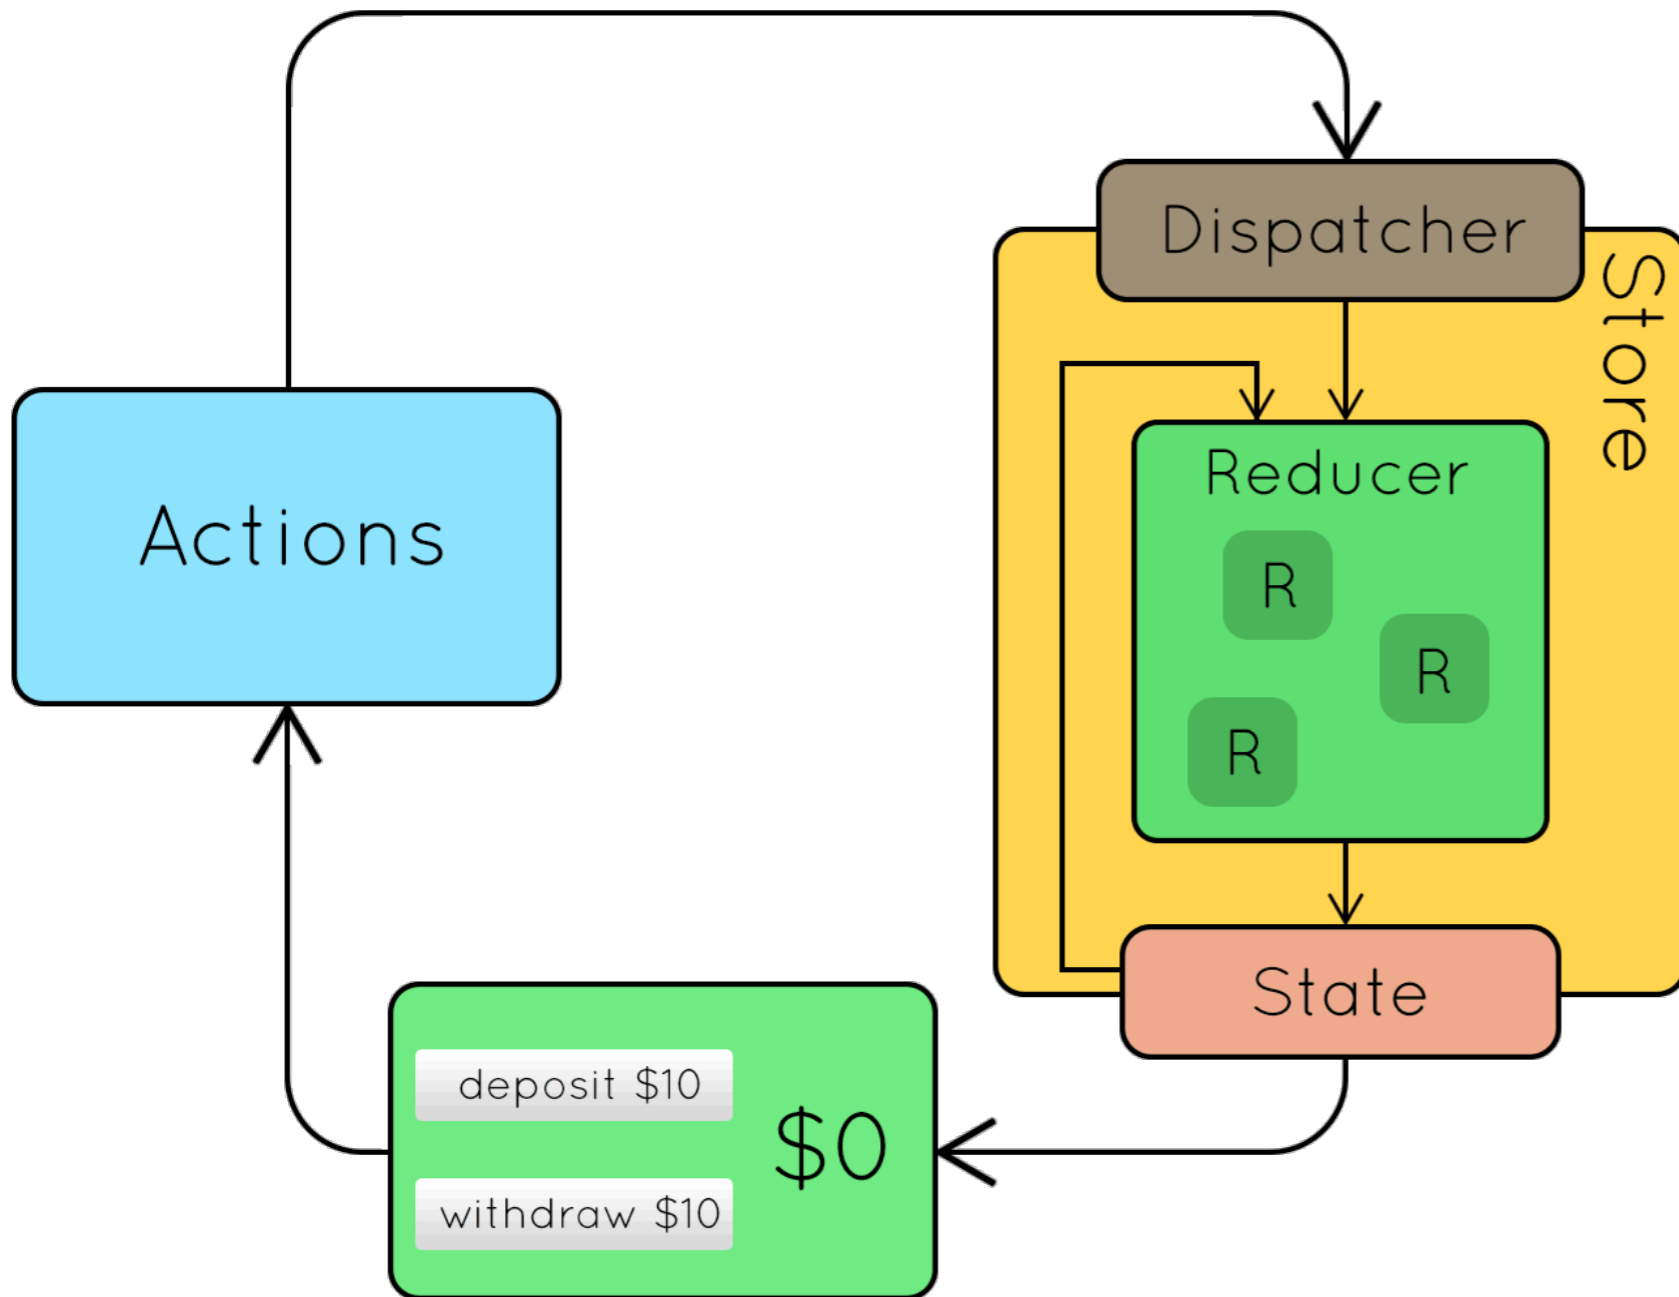 Dispatcher
Store
Reducer
Actions
R
R
R
State
deposit $10
$0
withdraw $10